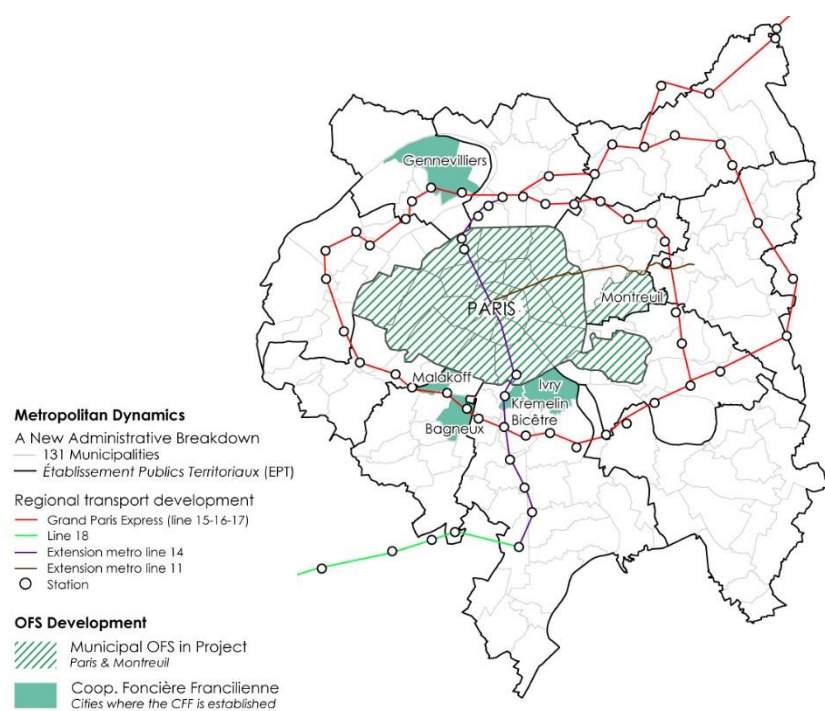 Gennevilliers
Montreuil
PARIS
Malakoff
Ivry
Kremelin
Bicêtre
Bagneux
Metropolitan Dynamics
A New Administrative Breakdown
131 Municipalities
Établissement Publics Territoriaux (EPT)
Regional transport development
Grand Paris Express (line 15-16-17)
Line 18
Extension metro line 14
Extension metro line 11
Station
OFS Development
Municipal OFS in Project
Paris & Montreuil
Coop. Foncière Francilienne
Cities where the CFF is established